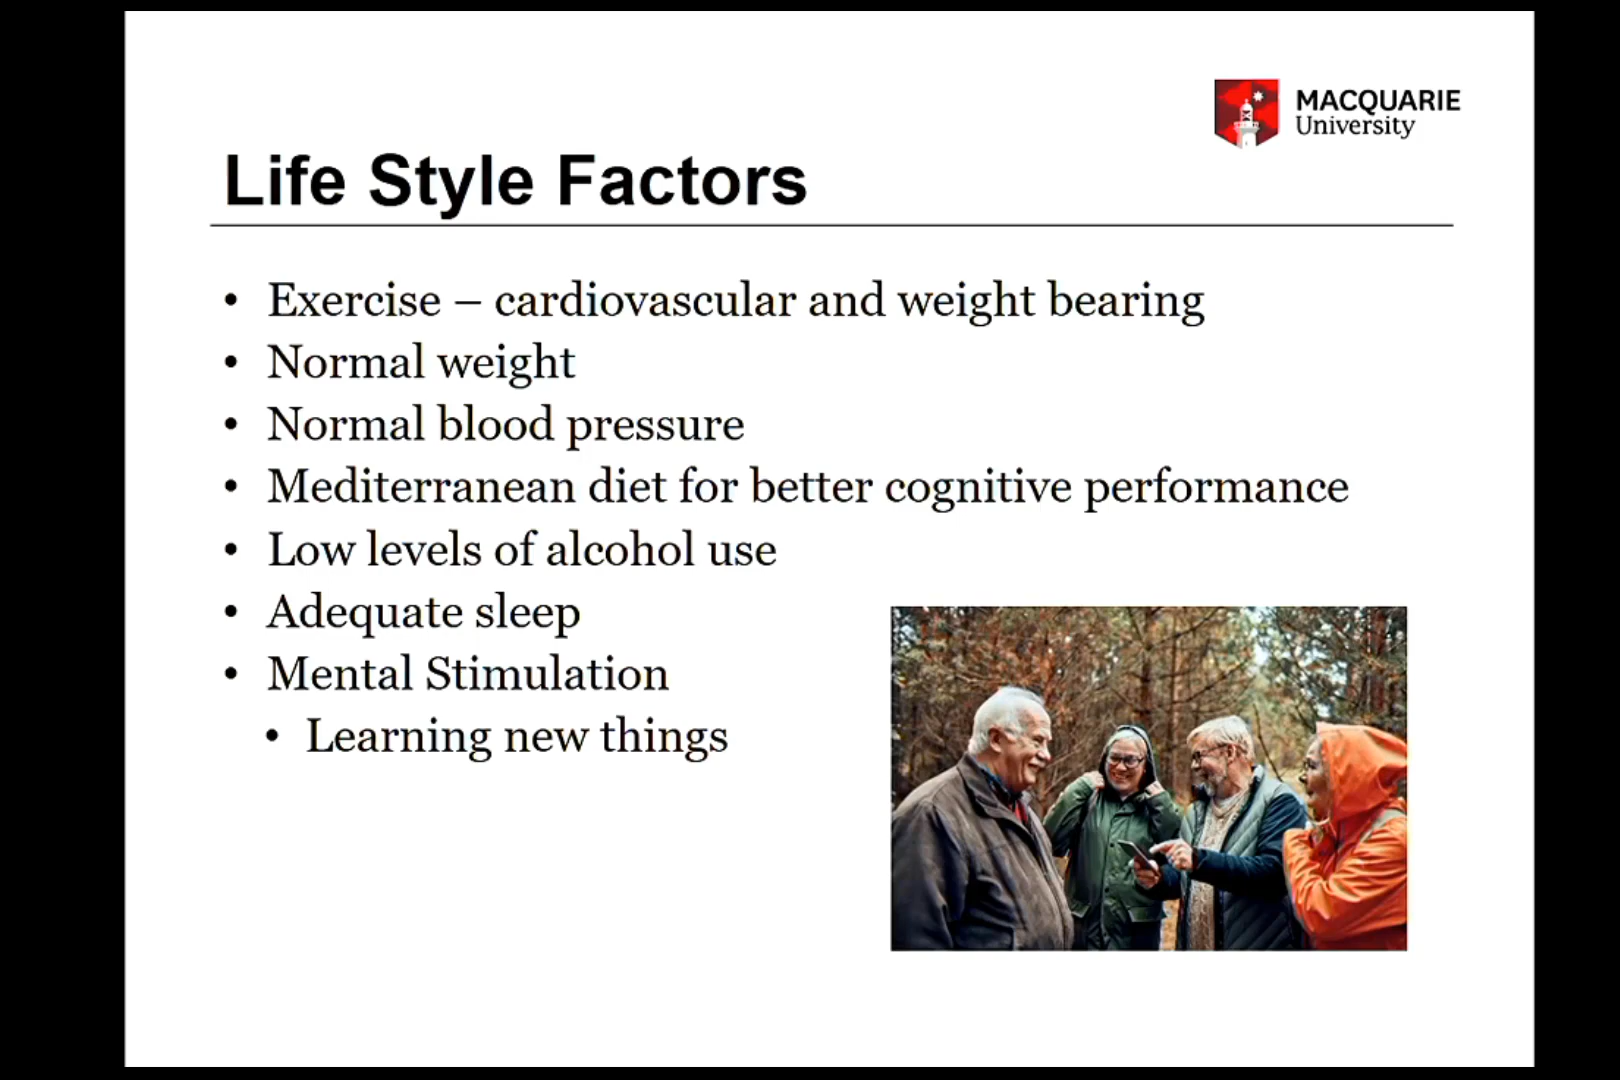 MACQUARIE
University
Life Style Factors
• Exercise – cardiovascular and weight bearing
• Normal weight
• Normal blood pressure
• Mediterranean diet for better cognitive performance
• Low levels of alcohol use
• Adequate sleep
• Mental Stimulation
• Learning new things